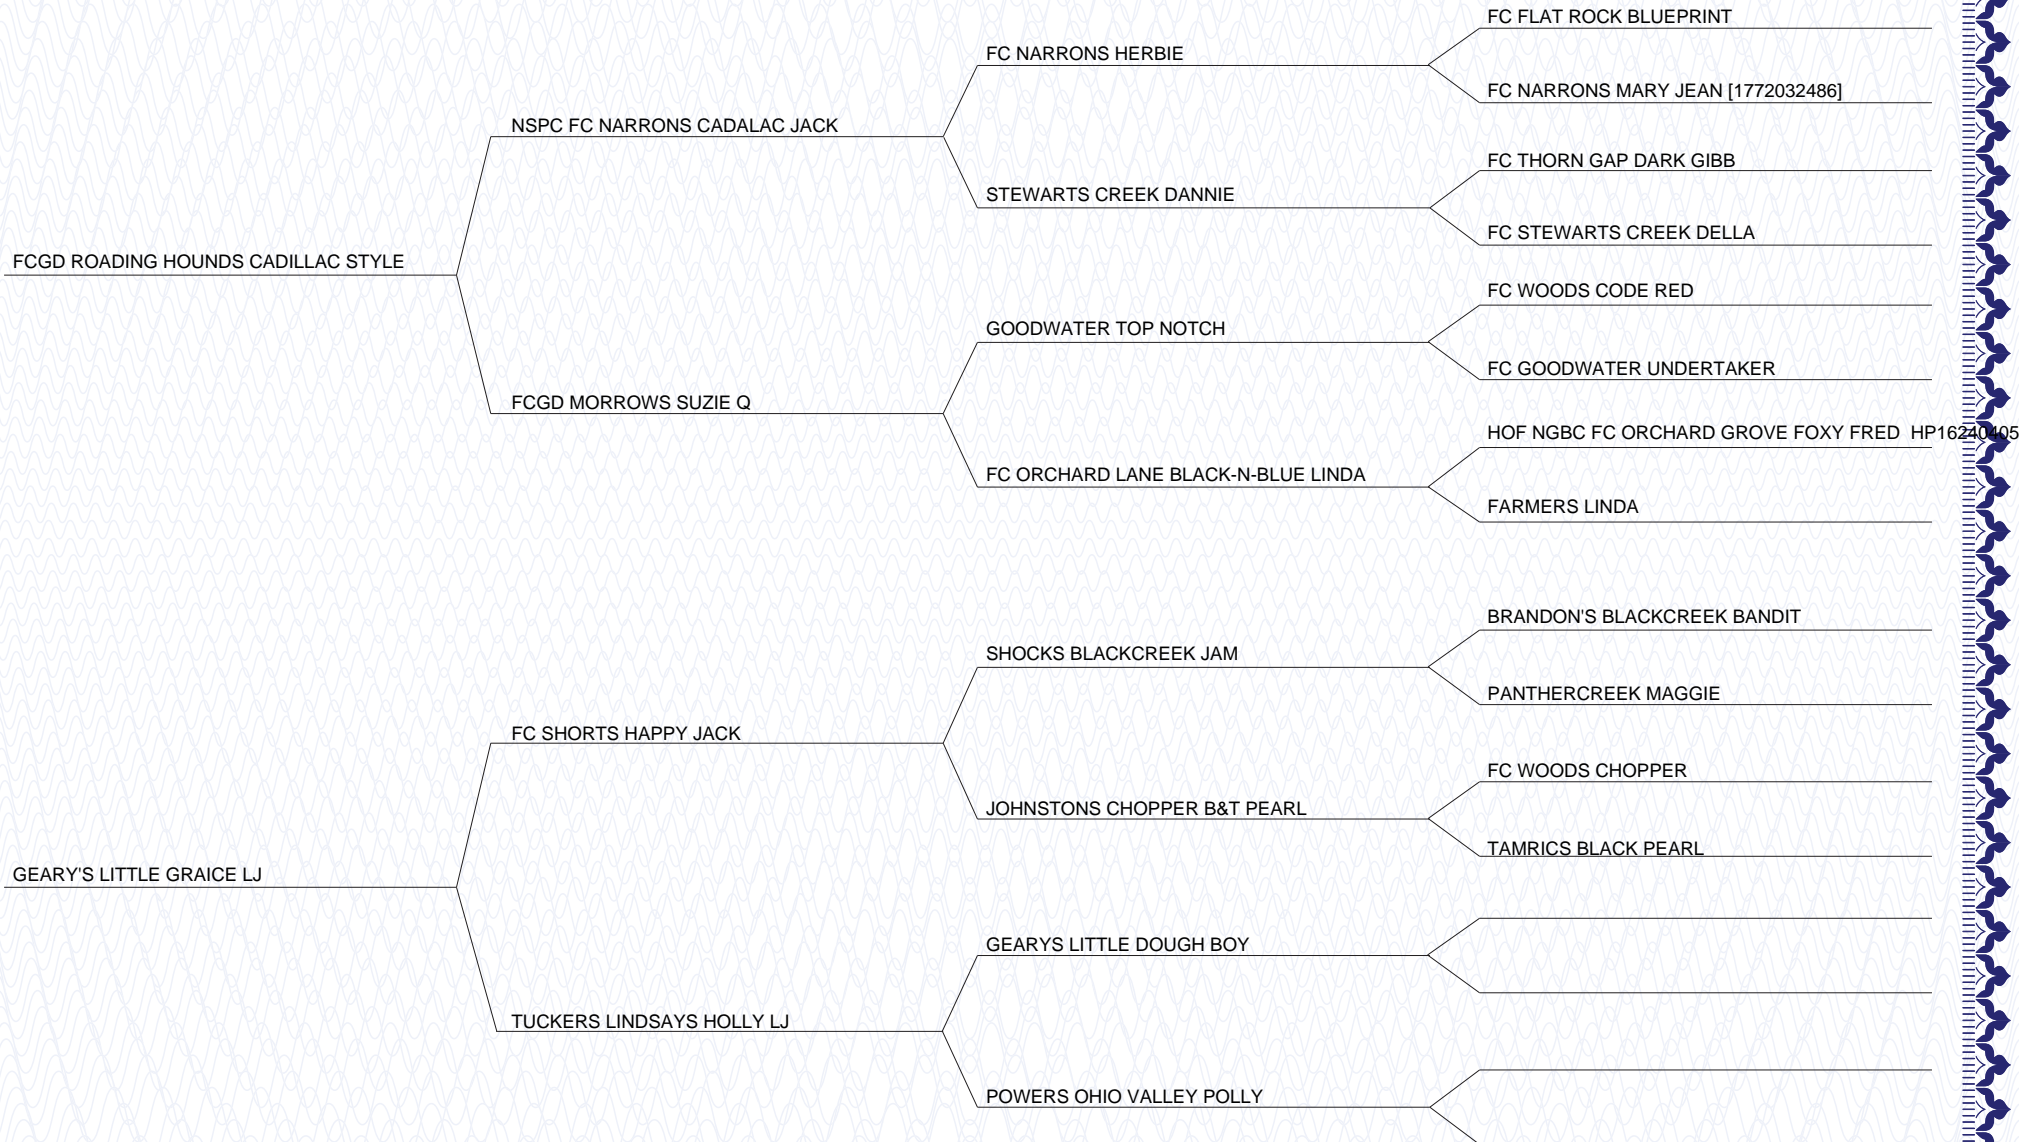 FC FLAT ROCK BLUEPRINT
FC NARRONS HERBIE
FC NARRONS MARY JEAN [1772032486]
NSPC FC NARRONS CADALAC JACK
FC THORN GAP DARK GIBB
STEWARTS CREEK DANNIE
FC STEWARTS CREEK DELLA
FCGD ROADING HOUNDS CADILLAC STYLE
FC WOODS CODE RED
GOODWATER TOP NOTCH
FC GOODWATER UNDERTAKER
FCGD MORROWS SUZIE Q
HOF NGBC FC ORCHARD GROVE FOXY FRED HP16240405
FC ORCHARD LANE BLACK-N-BLUE LINDA
FARMERS LINDA
BRANDON'S BLACKCREEK BANDIT
SHOCKS BLACKCREEK JAM
PANTHERCREEK MAGGIE
FC SHORTS HAPPY JACK
FC WOODS CHOPPER
JOHNSTONS CHOPPER B&T PEARL
TAMRICS BLACK PEARL
GEARY'S LITTLE GRAICE LJ
GEARYS LITTLE DOUGH BOY
TUCKERS LINDSAYS HOLLY LJ
POWERS OHIO VALLEY POLLY